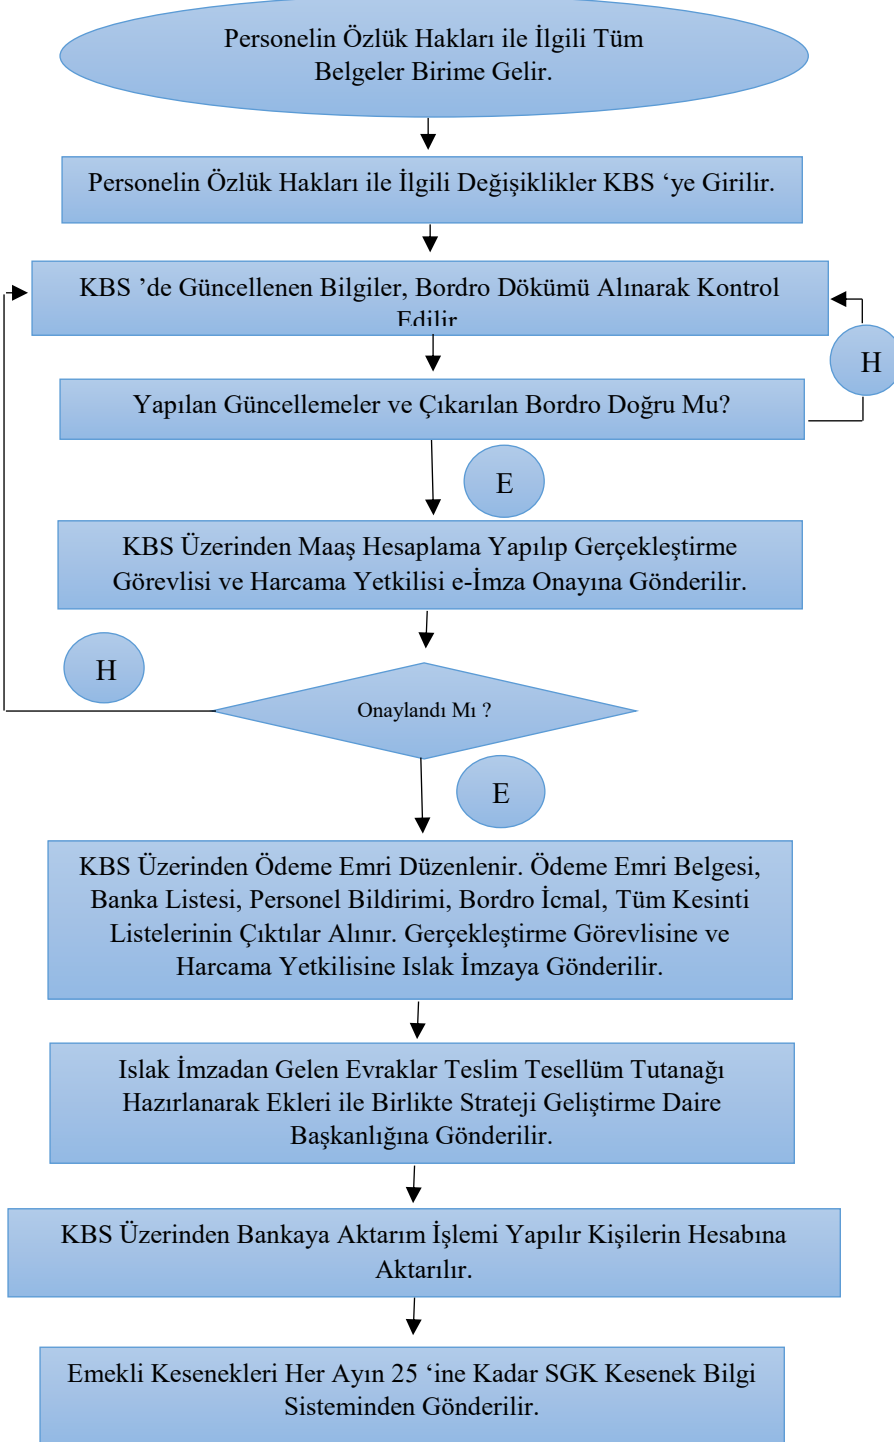 Personelin Özlük Hakları ile İlgili Tüm
Belgeler Birime Gelir.
Personelin Özlük Hakları ile İlgili Değişiklikler KBS ‘ye Girilir.
KBS ’de Güncellenen Bilgiler, Bordro Dökümü Alınarak Kontrol
Edilir
H
Yapılan Güncellemeler ve Çıkarılan Bordro Doğru Mu?
E
KBS Üzerinden Maaş Hesaplama Yapılıp Gerçekleştirme
Görevlisi ve Harcama Yetkilisi e-İmza Onayına Gönderilir.
H
Onaylandı Mı ?
E
KBS Üzerinden Ödeme Emri Düzenlenir. Ödeme Emri Belgesi,
Banka Listesi, Personel Bildirimi, Bordro İcmal, Tüm Kesinti
Listelerinin Çıktılar Alınır. Gerçekleştirme Görevlisine ve
Harcama Yetkilisine Islak İmzaya Gönderilir.
Islak İmzadan Gelen Evraklar Teslim Tesellüm Tutanağı
Hazırlanarak Ekleri ile Birlikte Strateji Geliştirme Daire
Başkanlığına Gönderilir.
KBS Üzerinden Bankaya Aktarım İşlemi Yapılır Kişilerin Hesabına
Aktarılır.
Emekli Kesenekleri Her Ayın 25 ‘ine Kadar SGK Kesenek Bilgi
Sisteminden Gönderilir.